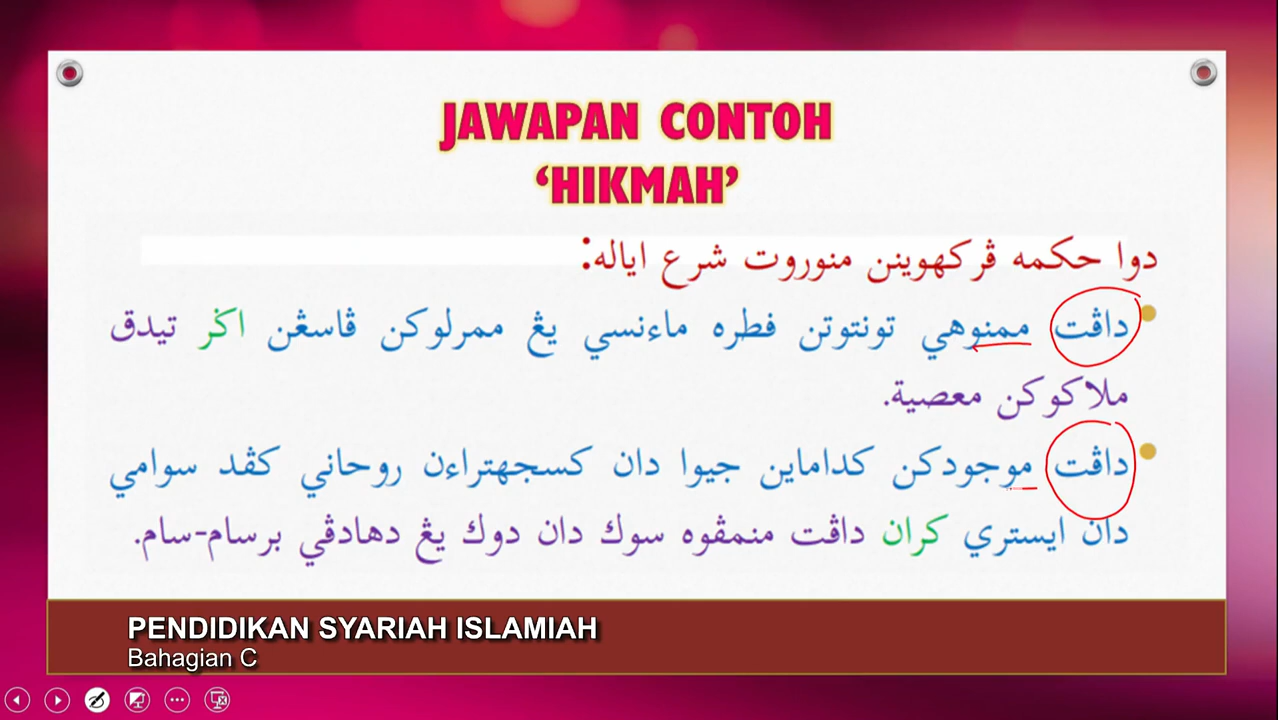 JAWAPAN CONTOH
‘HIKMAH’
دوا حكمه ڤركهوينن منوروت شرع اياله:
داڤت ممنوهي تونتوتن فطره ماءنسي يڠ ممرلوكن ڤاسڠن اݢر تيدق
ملاكوكن معصية.
داڤت موجودكن كداماين جيوا دان كسجهتراءن روحاني كڤد سوامي
دان ايستري كران داڤت منمڤوه سوك دان دوك يڠ دهادڤي برسام-سام.
PENDIDIKAN SYARIAH ISLAMIAH
Bahagian C